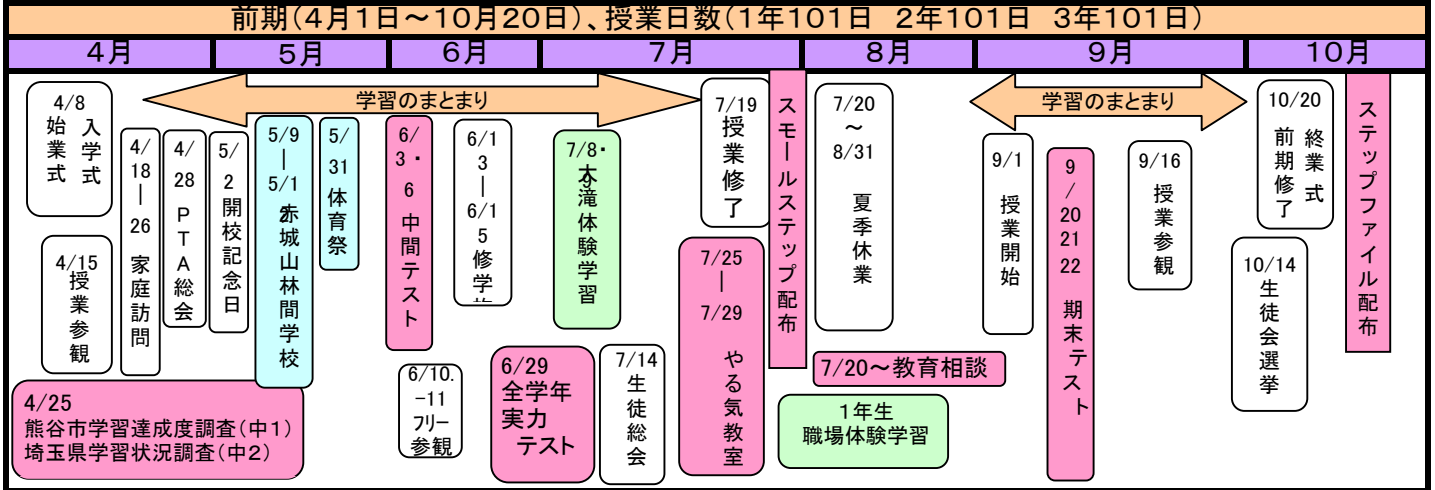 前期(4月1日～10月20日)、授業日数(1年101日 2年101日 3年101日)
4月 5月 6月 7月 8月 9月 10月
学習のまとまり
学習のまとまり
4/8
入学式
始業式
4/15
授業参観
4/18―26 家庭訪問
4/28 PTA総会
5/2 開校記念日
5/9―5/12 赤城山林間学校
5/31 体育祭
6/3・6 中間テスト
6/13―6/15 修学
7/8・9 大滝体験学習
7/19
授業修了
スモールステップ配布
7/20
～
8/31
夏季休業
9/1
授業開始
9/20 21 22 期末テスト
9/16
授業参観
10/20
終業式
前期修了
ステップファイル配布
4/25
熊谷市学習達成度調査(中1)
埼玉県学習状況調査(中2)
6/10.
-11
フリー
参観
6/29
全学年
実力
テスト
7/14
生徒総会
7/25
―
7/29
やる気教室
7/20～教育相談
1年生
職場体験学習
10/14
生徒会選挙